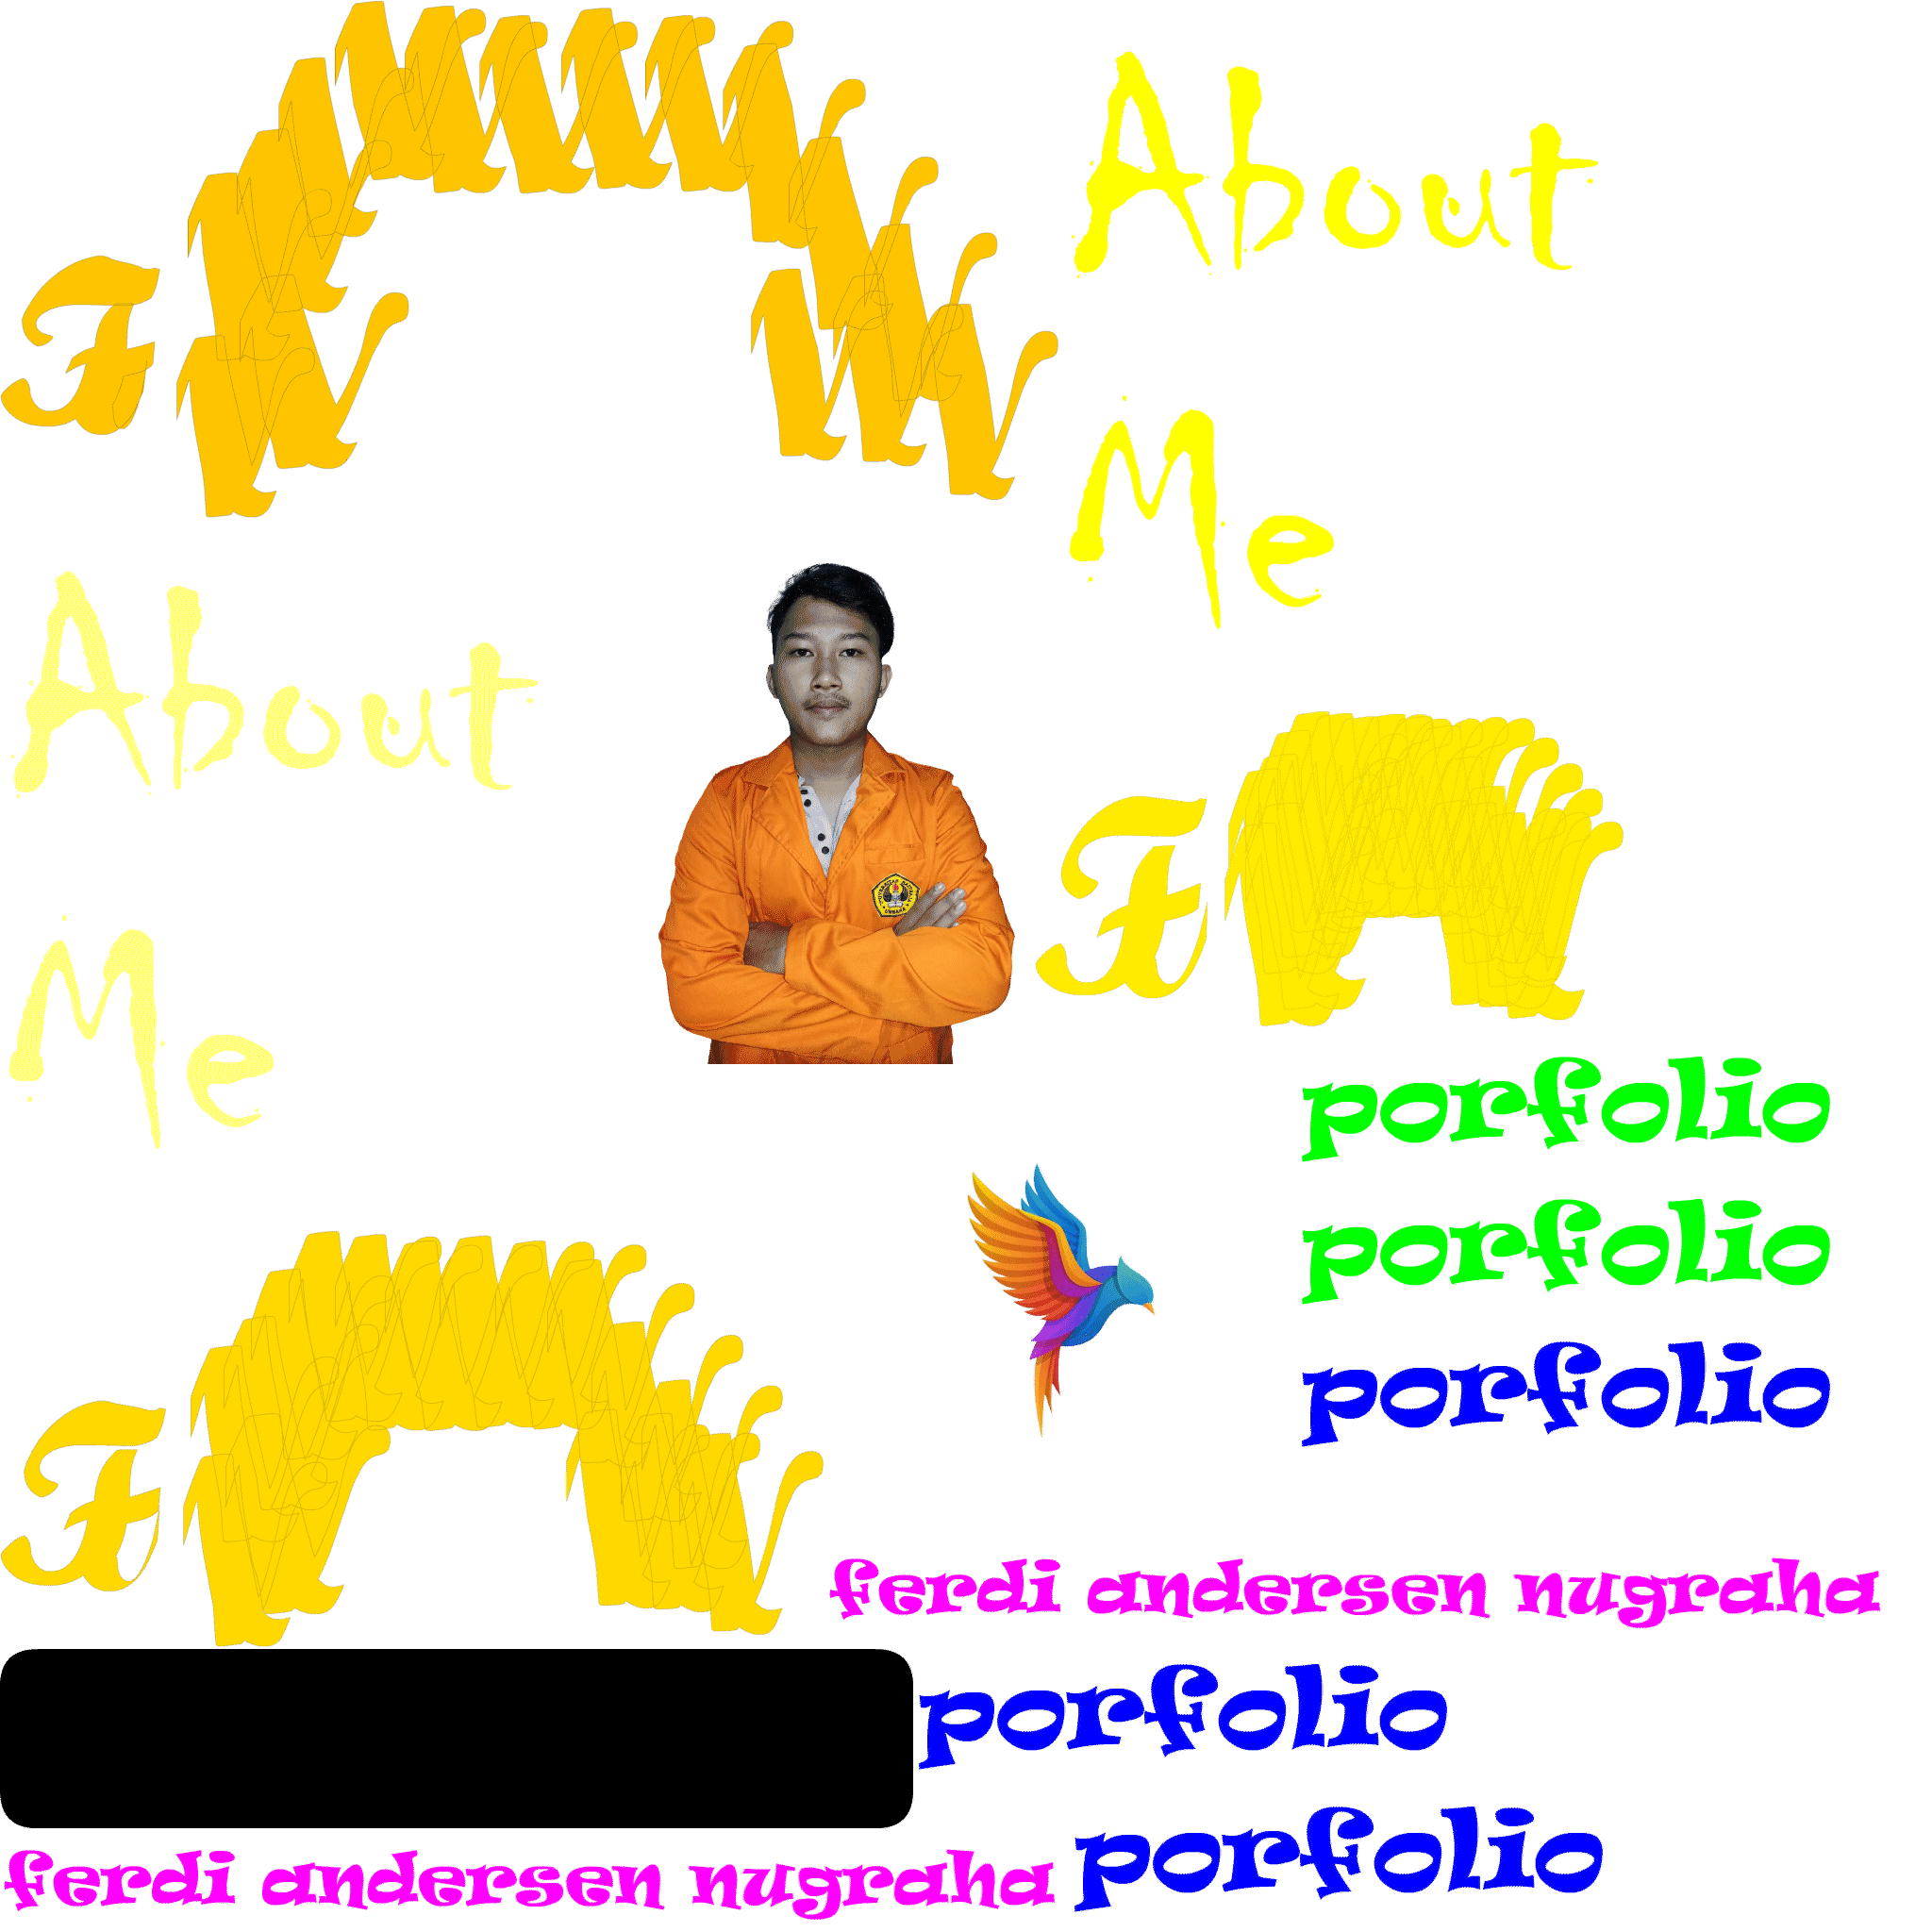 About
Me
About
Me
porfolio
porfolio
porfolio
ferdi andersen nugraha
porfolio
ferdi andersen nugraha
porfolio